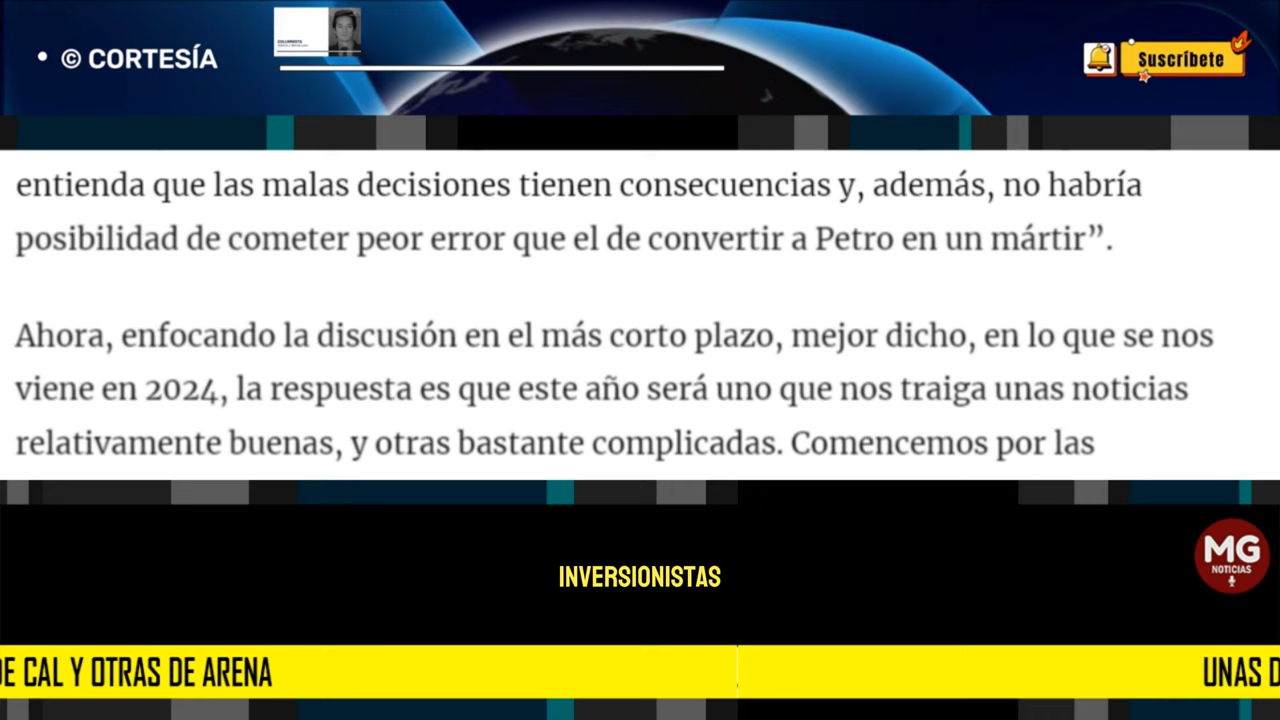 • © CORTESÍA
COLUMNISTA
Suscríbete
entienda que las malas decisiones tienen consecuencias y, además, no habría
posibilidad de cometer peor error que el de convertir a Petro en un mártir”.
Ahora, enfocando la discusión en el más corto plazo, mejor dicho, en lo que se nos
viene en 2024, la respuesta es que este año será uno que nos traiga unas noticias
relativamente buenas, y otras bastante complicadas. Comencemos por las
MG
NOTICIAS
INVERSIONISTAS
DE CAL Y OTRAS DE ARENA
UNAS D